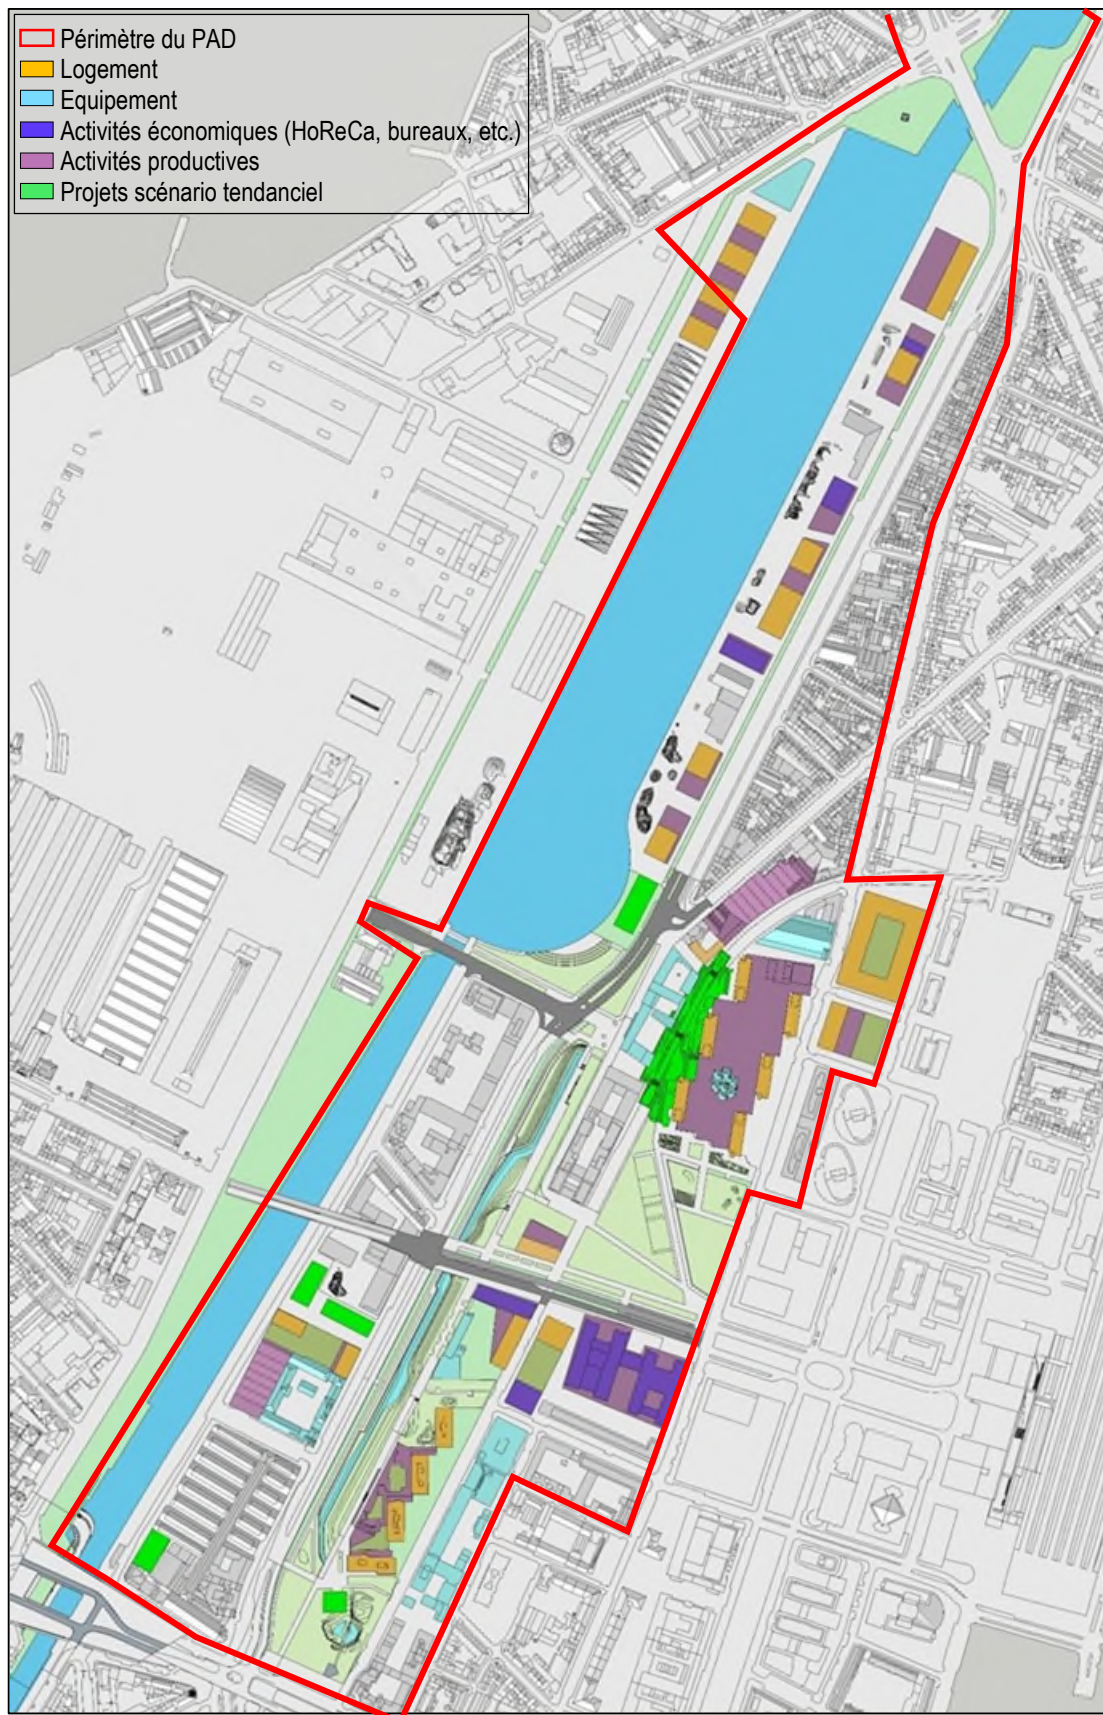 Périmètre du PAD
Logement
Equipement
Activités économiques (HoReCa, bureaux, etc.)
Activités productives
Projets scénario tendanciel